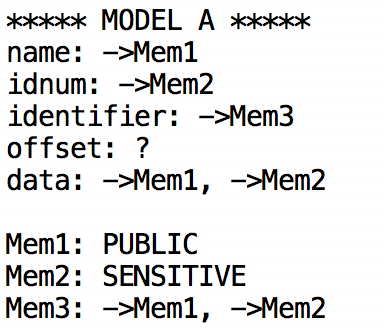 ***** MODEL A *****
name: ->Mem1
idnum: ->Mem2
identifier: ->Mem3
offset: ?
data: ->Mem1, ->Mem2
Mem1: PUBLIC
Mem2: SENSITIVE
Mem3: ->Mem1, ->Mem2